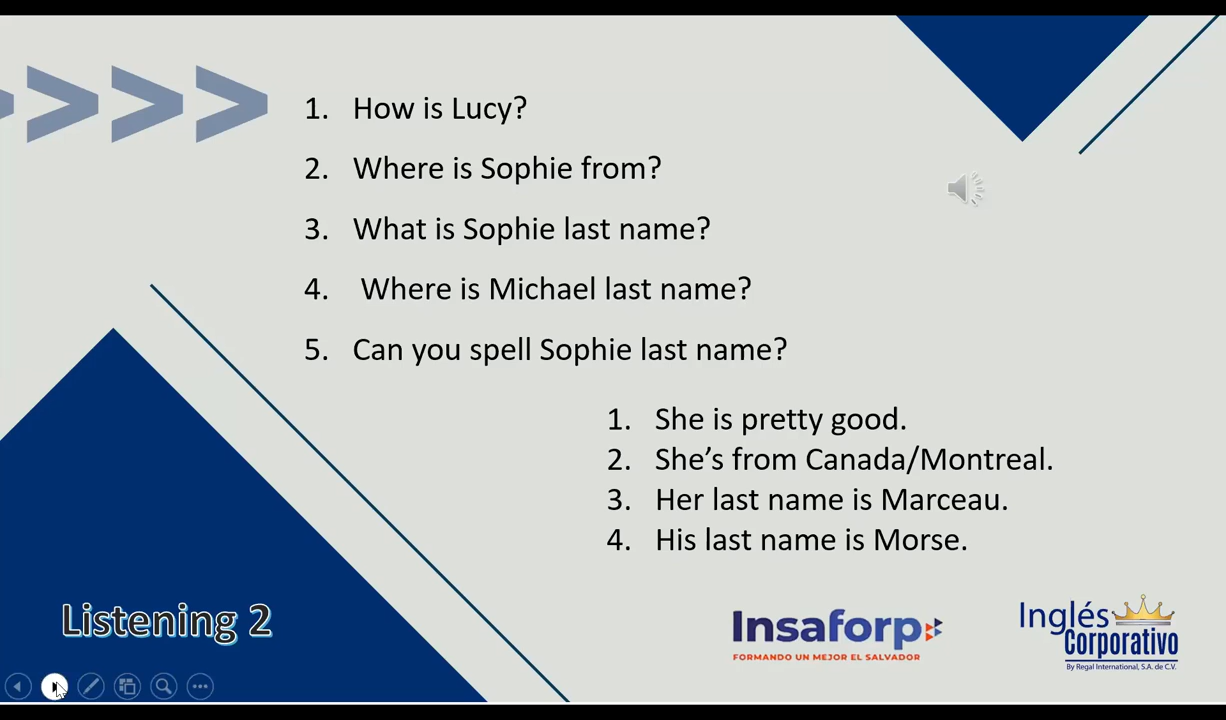 1. How is Lucy?
2. Where is Sophie from?
3. What is Sophie last name?
4. Where is Michael last name?
5. Can you spell Sophie last name?
1. She is pretty good.
2. She’s from Canada/Montreal.
3. Her last name is Marceau.
4. His last name is Morse.
Listening 2
Insaforp
FORMANDO UN MEJOR EL SALVADOR
Inglés
Corporativo
By Regal International, S.A. de C.V.